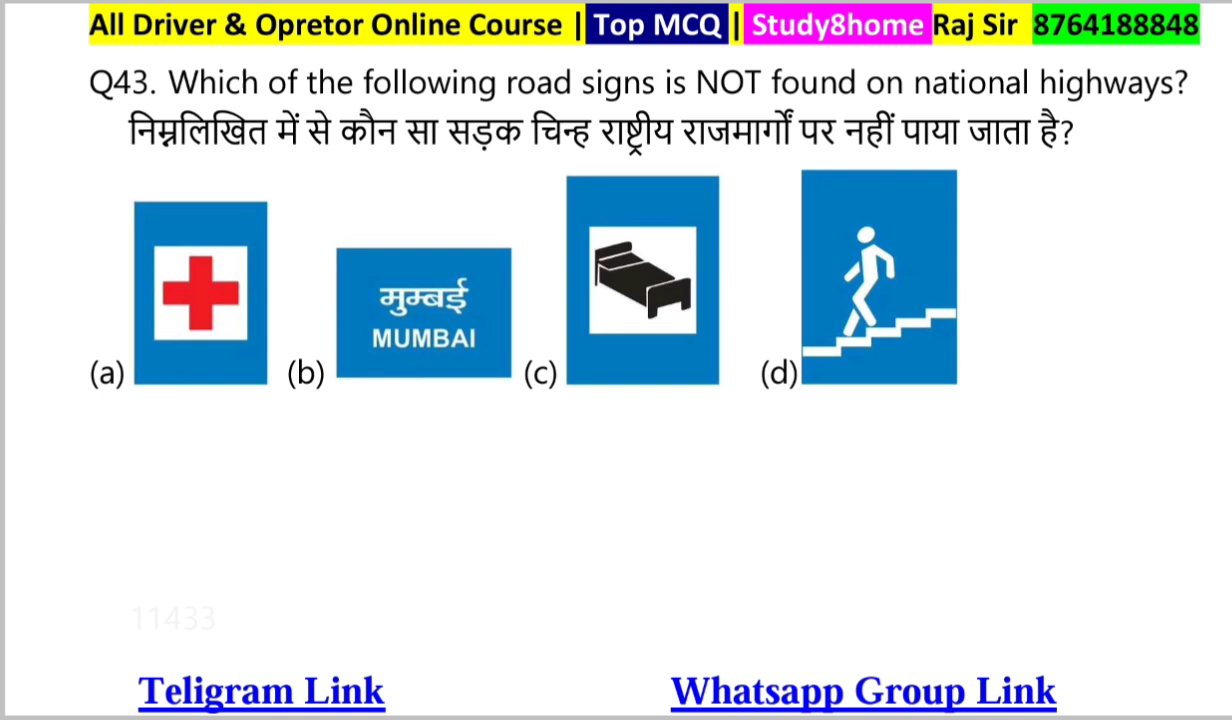 All Driver & Opretor Online Course | Top MCQ | Study8home Raj Sir 8764188848
Q43. Which of the following road signs is NOT found on national highways?
निम्नलिखित में से कौन सा सड़क चिन्ह राष्ट्रीय राजमार्गों पर नहीं पाया जाता है?
मुम्बई
MUMBAI
(a) (b) (c) (d)
11433
Teligram Link Whatsapp Group Link